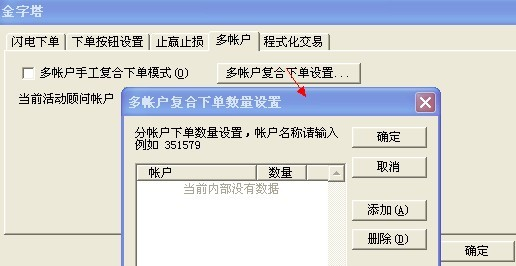 金字塔
闪电下单 下单按钮设置 止赢止损 多帐户 程式化交易
多帐户手工复合下单模式(O) 多帐户复合下单设置...
当前活动顾问帐户
多帐户复合下单数量设置
分帐户下单数量设置，帐户名称请输入
例如 351579
确定
取消
帐户 数量
当前内部没有数据
添加(A)
删除(D)
确定